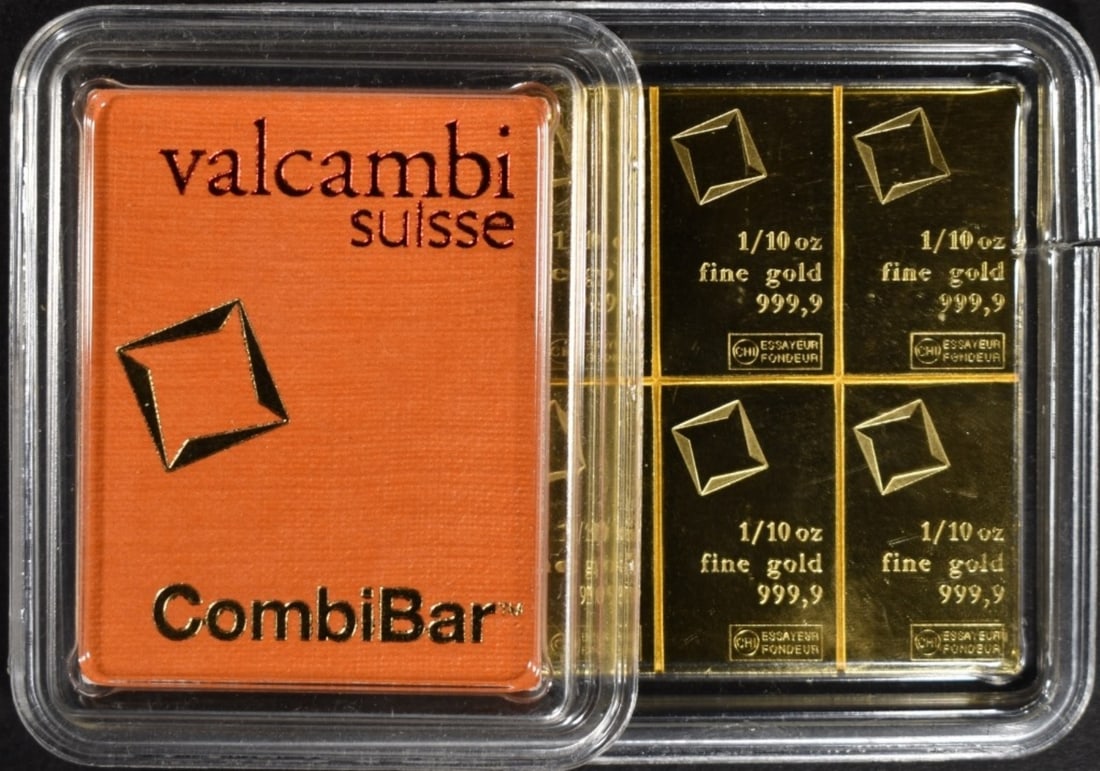 valcambi
suisse
CombiBar™
1/10 oz
fine gold
999,9
CHI ESSAYEUR
FONDEUR
1/10 oz
fine gold
999,9
CHI ESSAYEUR
FONDEUR
1/10 oz
fine gold
999,9
CHI ESSAYEUR
FONDEUR
1/10 oz
fine gold
999,9
CHI ESSAYEUR
FONDEUR